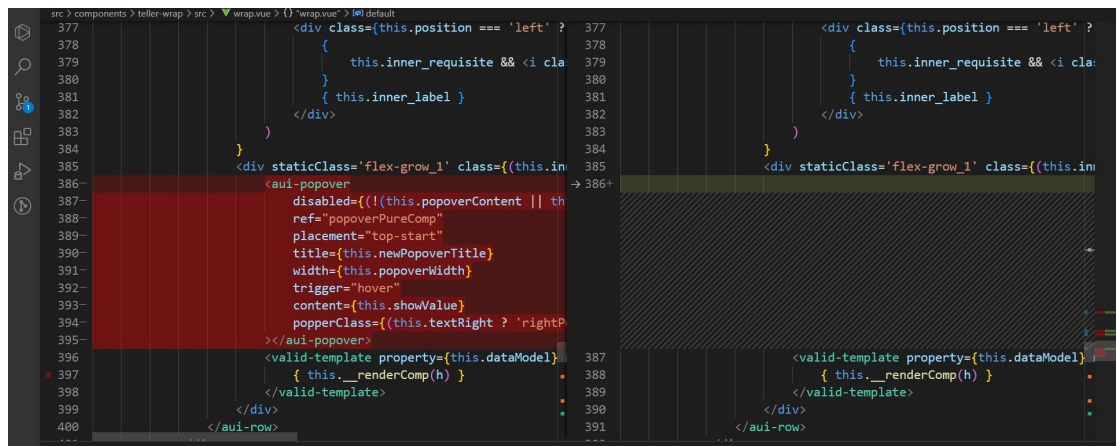 src > components > teller-wrap > src > wrap.vue > {} "wrap.vue" > default
377 <div class={this.position === 'left' ?
378 {
379 this.inner_requisite && <i cla
380 }
381 { this.inner_label }
382 </div>
383 )
384 }
385 <div staticClass='flex-grow_1' class={(this.in
386- <aui-popover
387- disabled={(!(this.popoverContent || th
388- ref="popoverPureComp"
389- placement="top-start"
390- title={this.newPopoverTitle}
391- width={this.popoverWidth}
392- trigger="hover"
393- content={this.showValue}
394- popperClass={(this.textRight ? 'rightP
395- ></aui-popover>
396 <valid-template property={this.dataModel}
397 { this.__renderComp(h) }
398 </valid-template>
399 </div>
400 </aui-row>
377 <div class={this.position === 'left' ?
378 {
379 this.inner_requisite && <i cla
380 }
381 { this.inner_label }
382 </div>
383 )
384 }
385 <div staticClass='flex-grow_1' class={(this.in
→ 386+
387 <valid-template property={this.dataModel}
388 { this.__renderComp(h) }
389 </valid-template>
390 </div>
391 </aui-row>
1